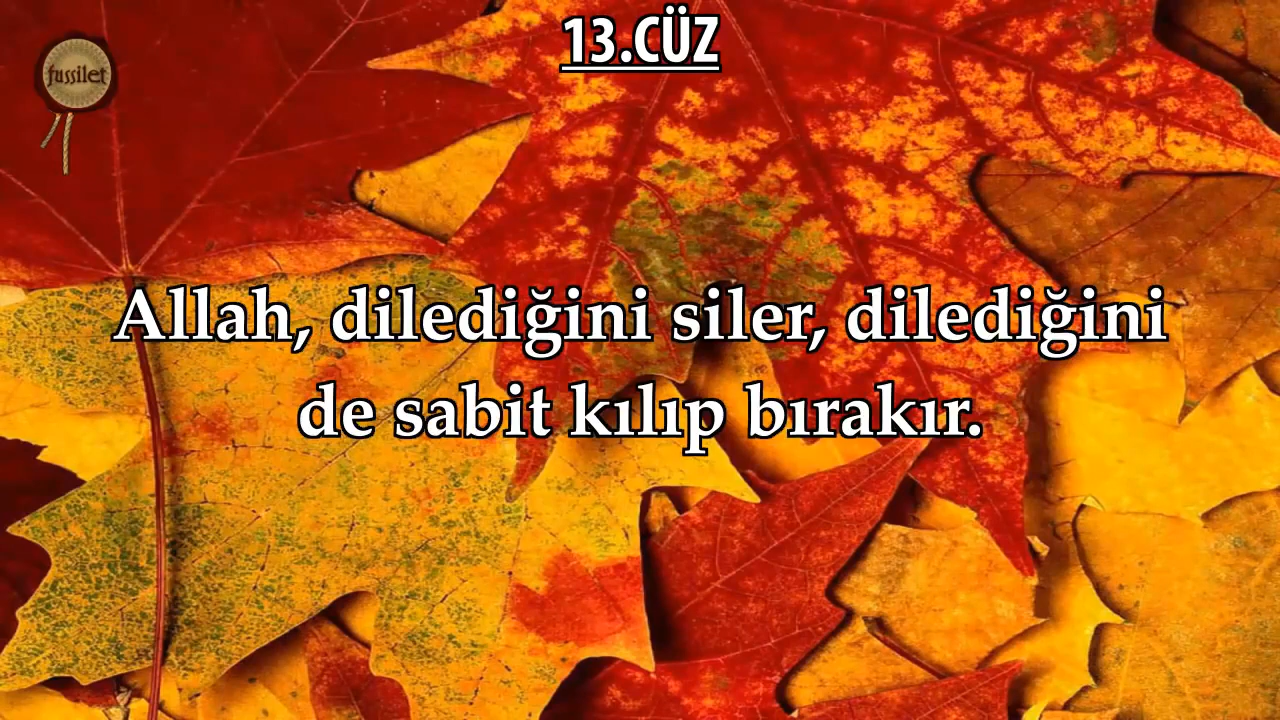 13.CÜZ
fussilet
Allah, dilediğini siler, dilediğini
de sabit kılıp bırakır.